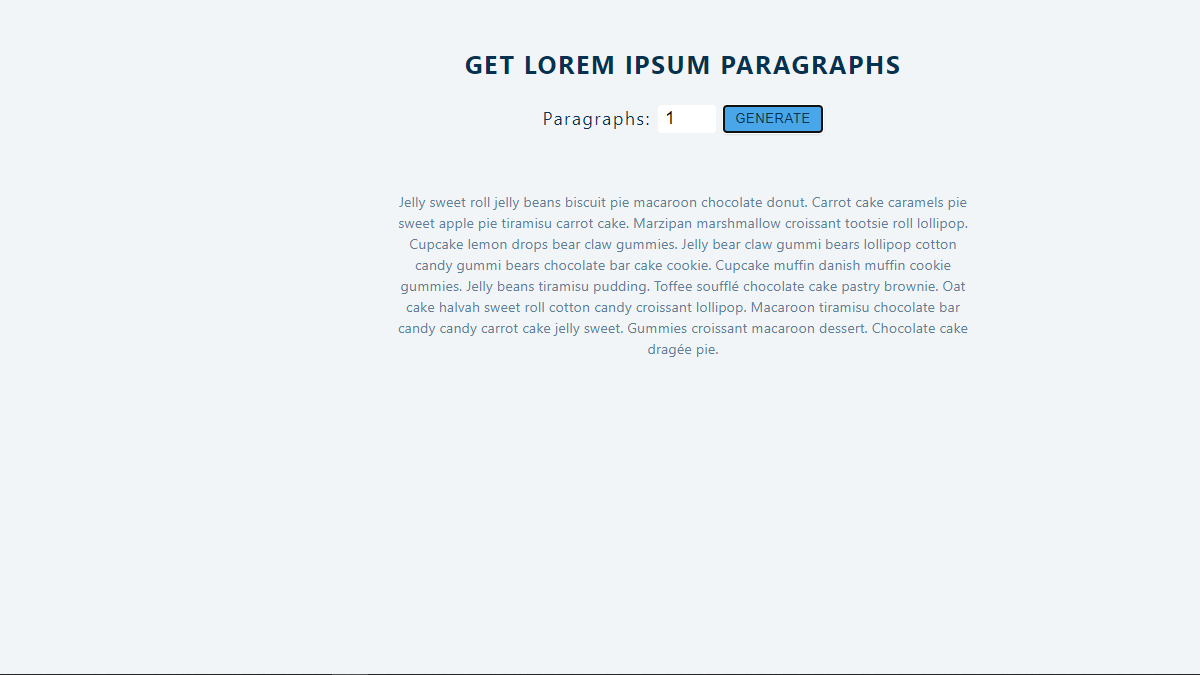 GET LOREM IPSUM PARAGRAPHS
Paragraphs: 1 GENERATE
Jelly sweet roll jelly beans biscuit pie macaroon chocolate donut. Carrot cake caramels pie
sweet apple pie tiramisu carrot cake. Marzipan marshmallow croissant tootsie roll lollipop.
Cupcake lemon drops bear claw gummies. Jelly bear claw gummi bears lollipop cotton
candy gummi bears chocolate bar cake cookie. Cupcake muffin danish muffin cookie
gummies. Jelly beans tiramisu pudding. Toffee soufflé chocolate cake pastry brownie. Oat
cake halvah sweet roll cotton candy croissant lollipop. Macaroon tiramisu chocolate bar
candy candy carrot cake jelly sweet. Gummies croissant macaroon dessert. Chocolate cake
dragée pie.